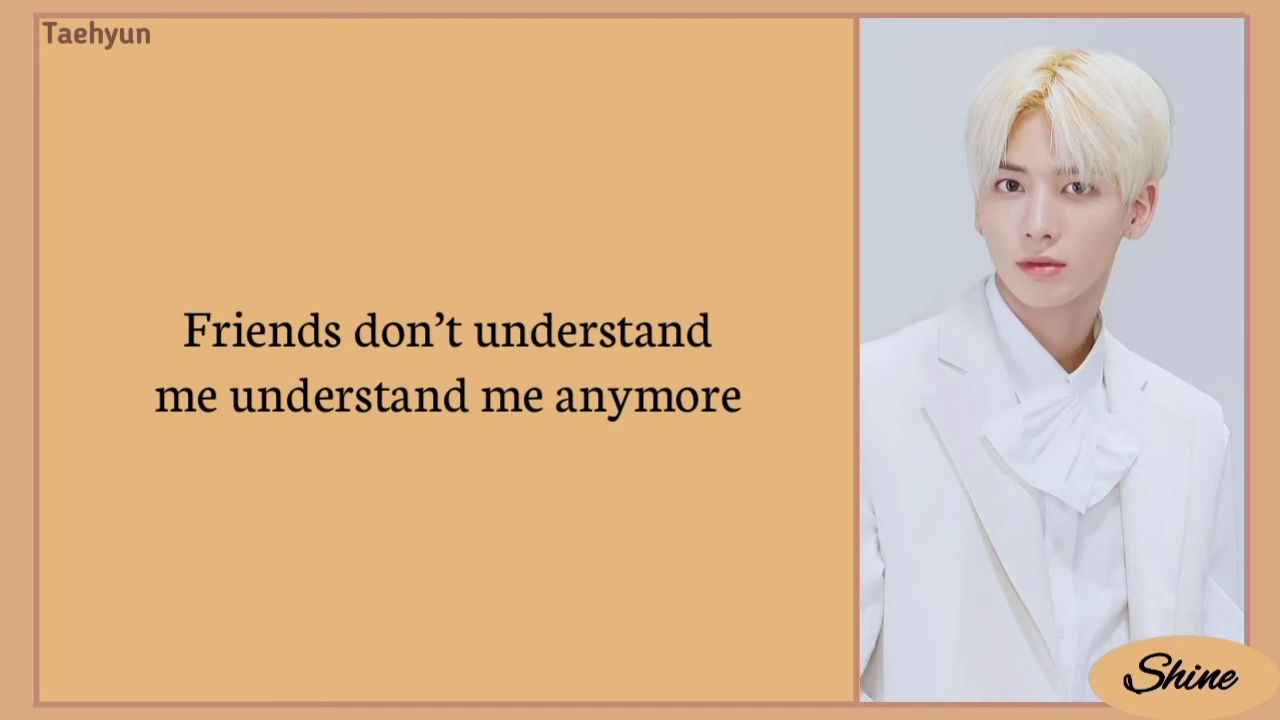 Taehyun
Friends don’t understand
me understand me anymore
Shine